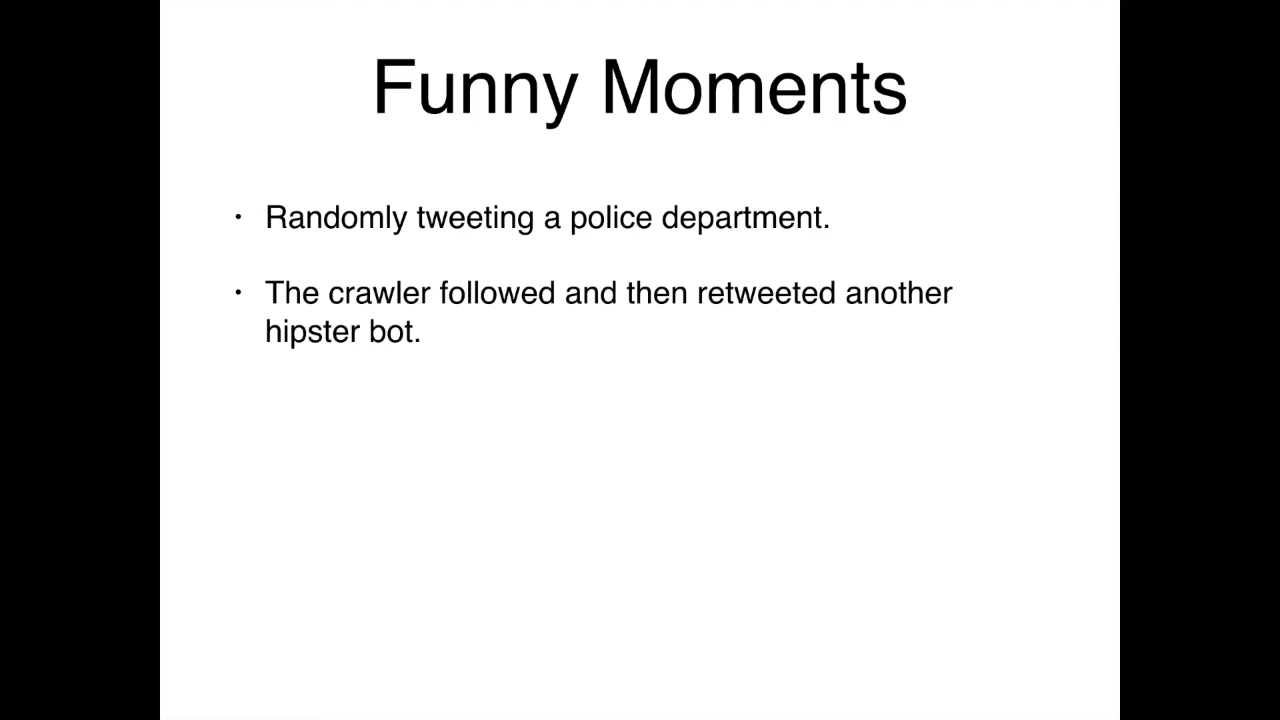 Funny Moments
• Randomly tweeting a police department.
• The crawler followed and then retweeted another
hipster bot.